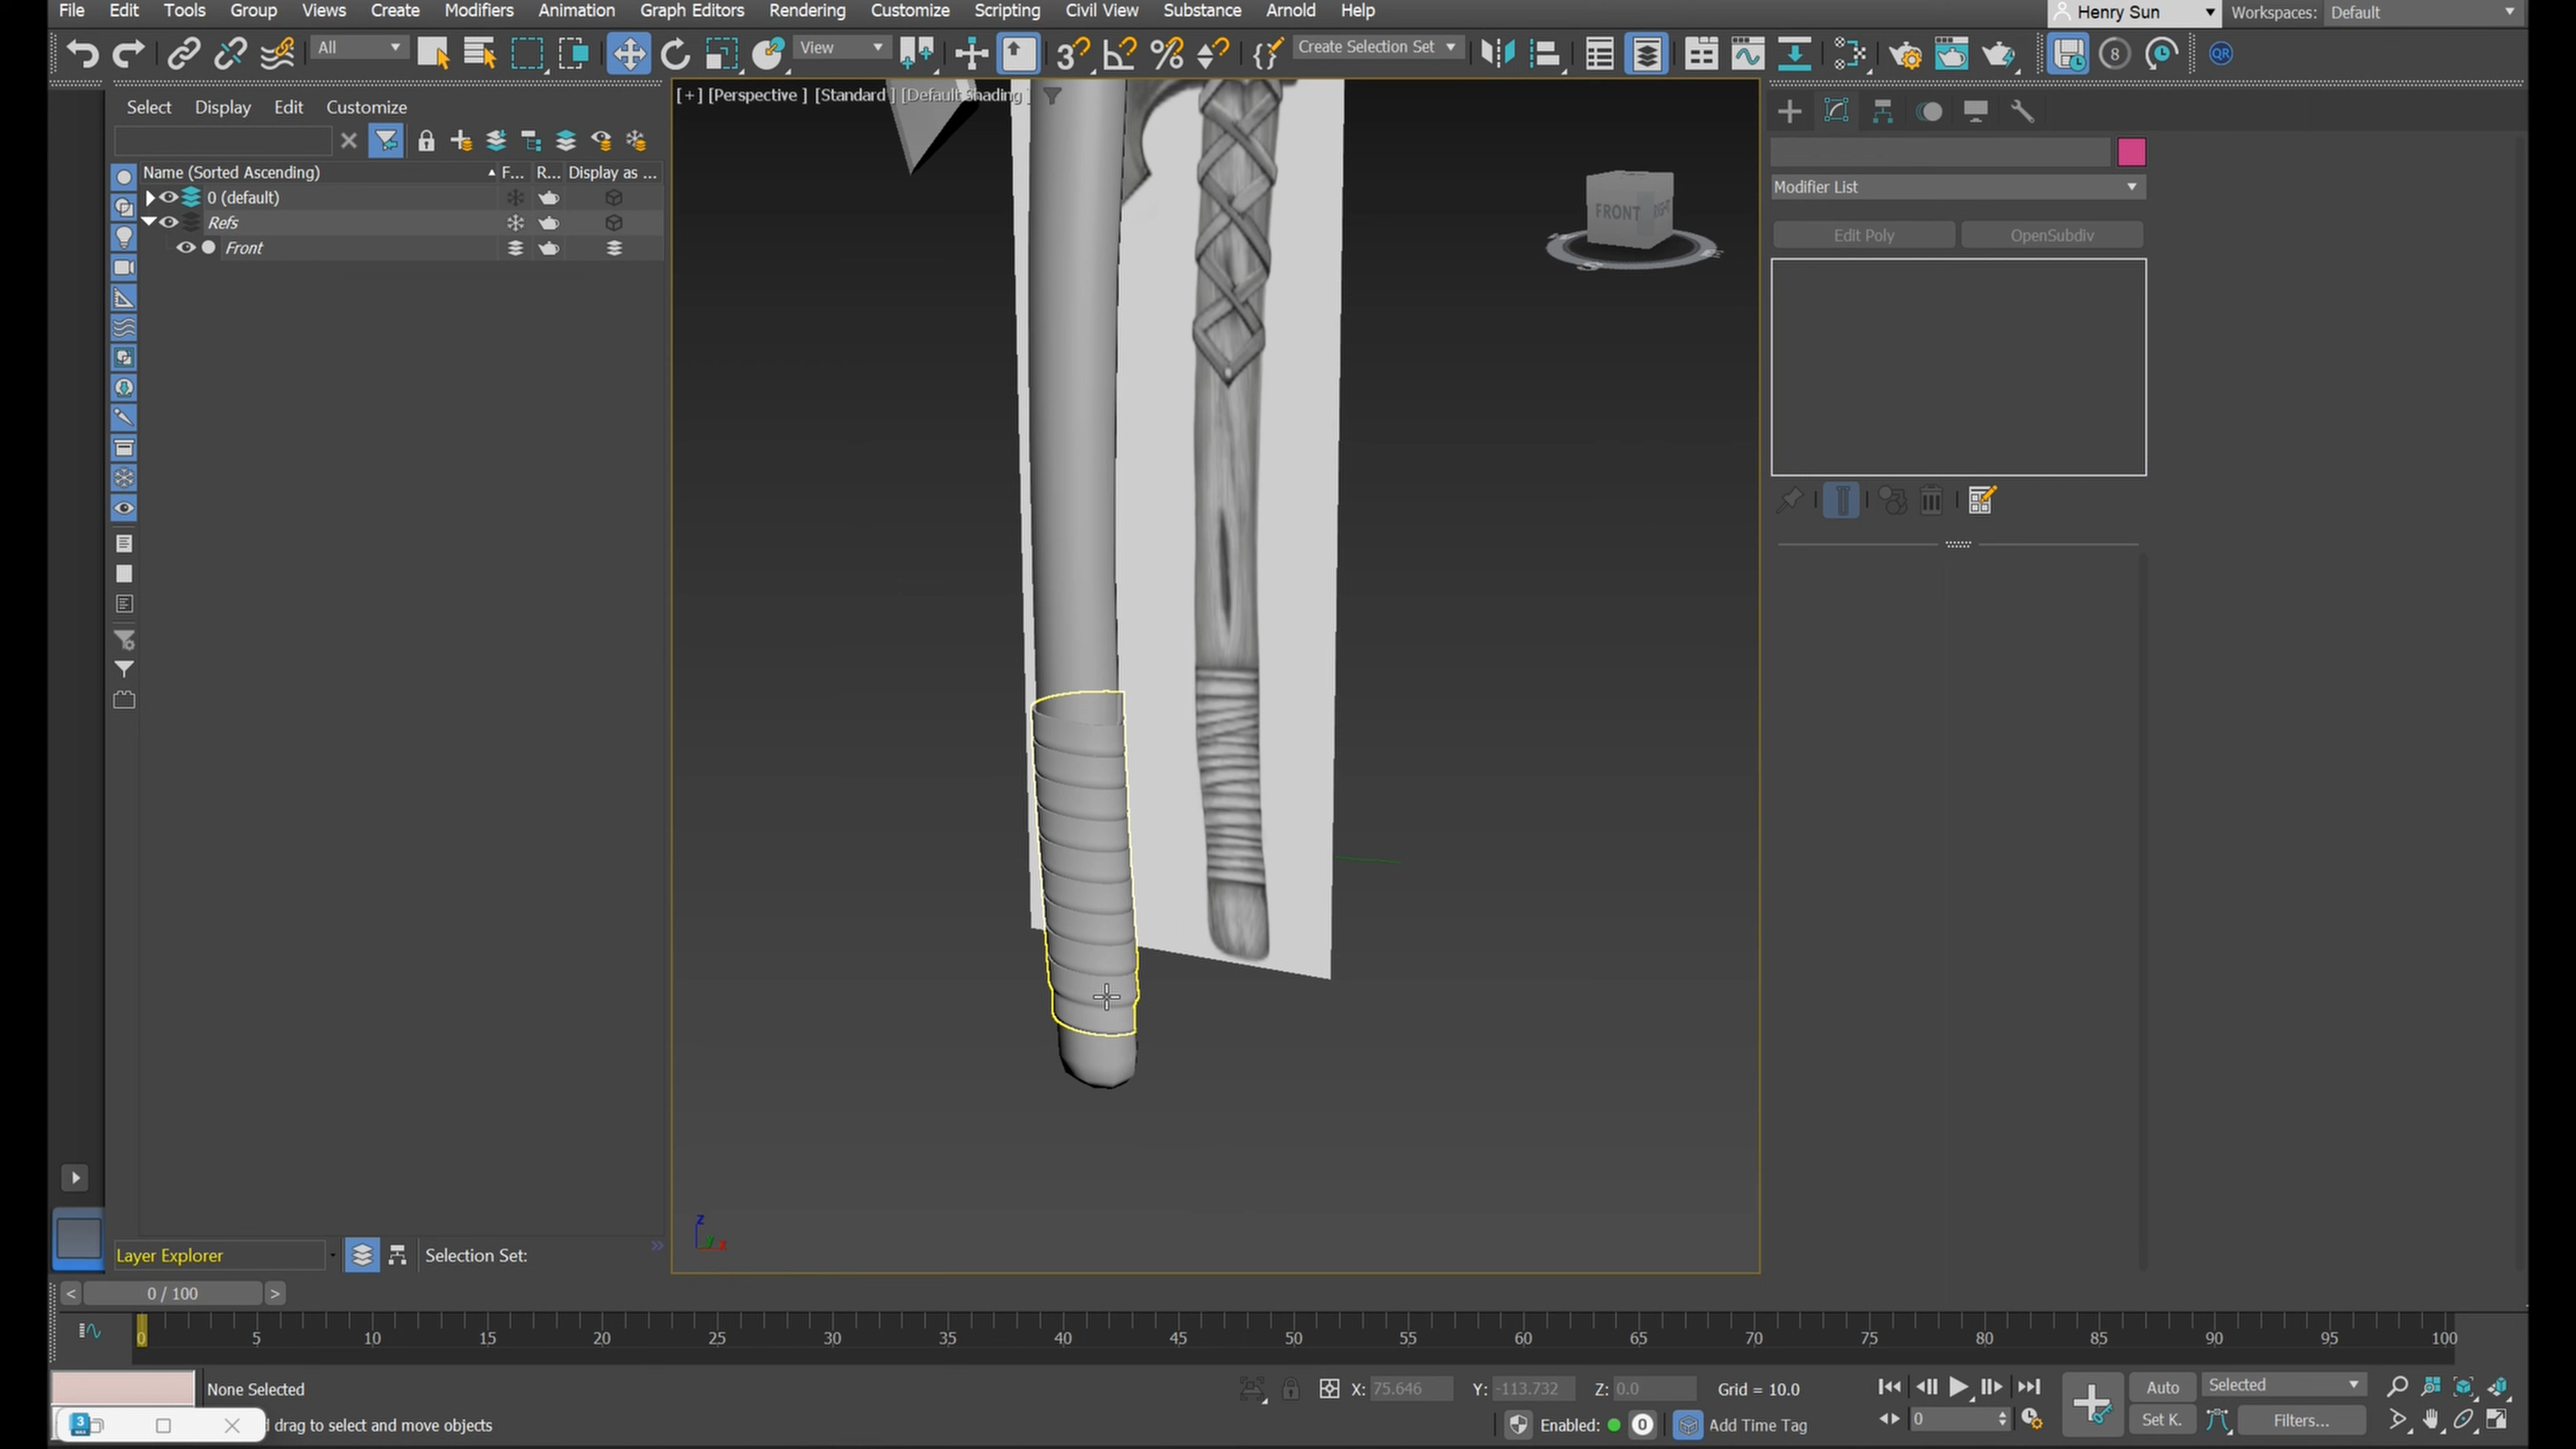 File Edit Tools Group Views Create Modifiers Animation Graph Editors Rendering Customize Scripting Civil View Substance Arnold Help
Henry Sun Workspaces: Default
All View Create Selection Set
Select Display Edit Customize
[+] [Perspective ] [Standard ] [Default Shading ]
Name (Sorted Ascending) F... R... Display as ...
0 (default)
Refs
Front
FRONT
Modifier List
Edit Poly OpenSubdiv
z
x
Layer Explorer Selection Set:
< 0 / 100 >
0 5 10 15 20 25 30 35 40 45 50 55 60 65 70 75 80 85 90 95 100
None Selected X: 75.646 Y: -113.732 Z: 0.0 Grid = 10.0 Auto Selected
drag to select and move objects Enabled: 0 Add Time Tag 0 Set K. Filters...